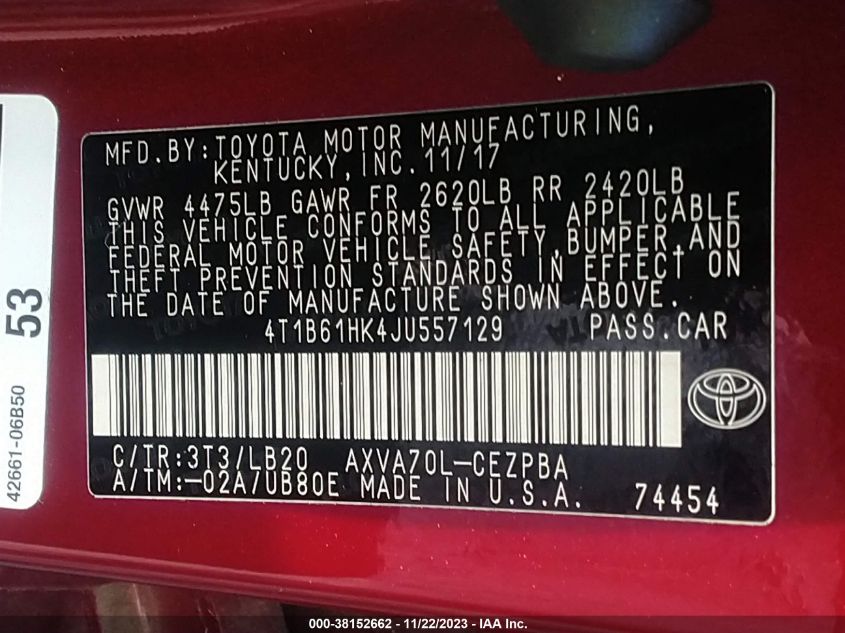 MFD.BY:TOYOTA MOTOR MANUFACTURING,
KENTUCKY,INC.11/17
GVWR 4475LB GAWR FR 2620LB RR 2420LB
THIS VEHICLE CONFORMS TO ALL APPLICABLE
FEDERAL MOTOR VEHICLE SAFETY,BUMPER,AND
THEFT PREVENTION STANDARDS IN EFFECT ON
THE DATE OF MANUFACTURE SHOWN ABOVE.
4T1B61HK4JU557129 PASS.CAR
C/TR:3T3/LB20 AXVA70L-CEZPBA
A/TM:-02A/UB80E MADE IN U.S.A. 74454
53
42661-06B50
000-38152662 - 11/22/2023 - IAA Inc.